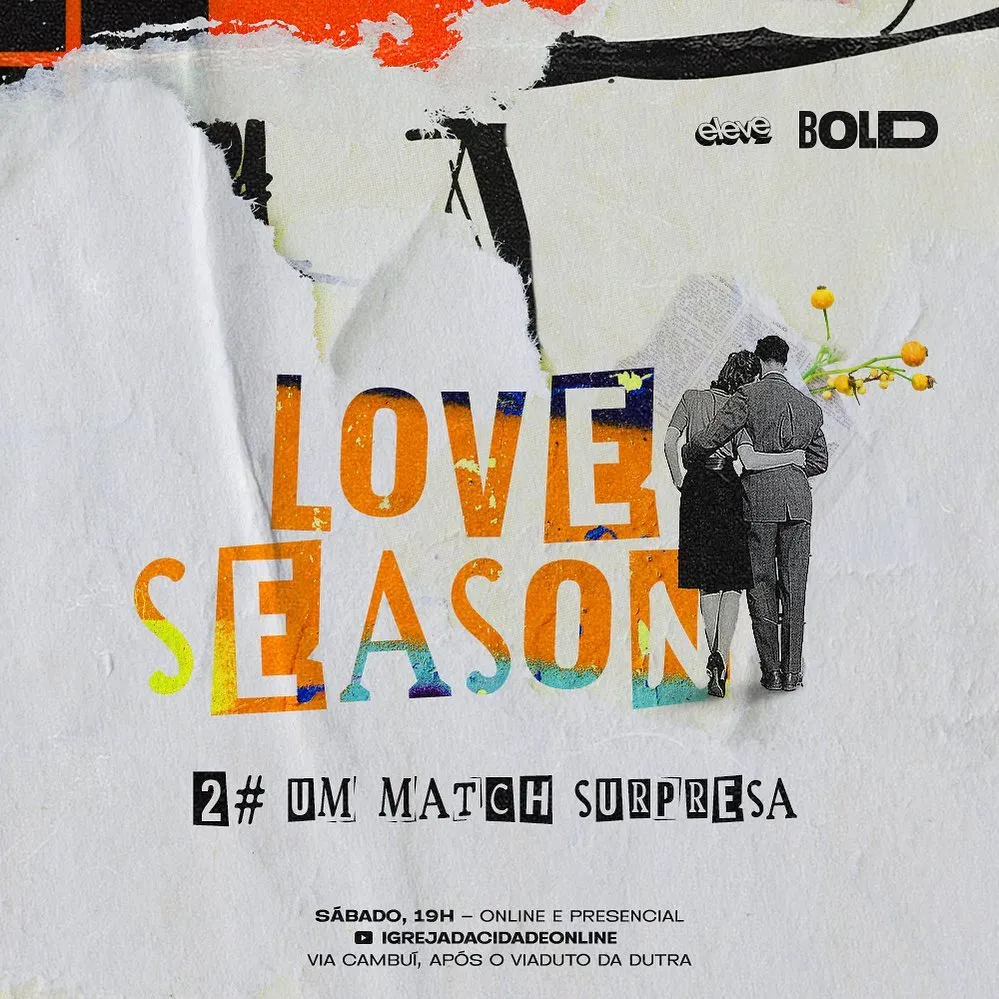 eleve BOLD
LOVE
SEASON
2# UM MATCH SURPRESA
SÁBADO, 19H – ONLINE E PRESENCIAL
IGREJADACIDADEONLINE
VIA CAMBUÍ, APÓS O VIADUTO DA DUTRA